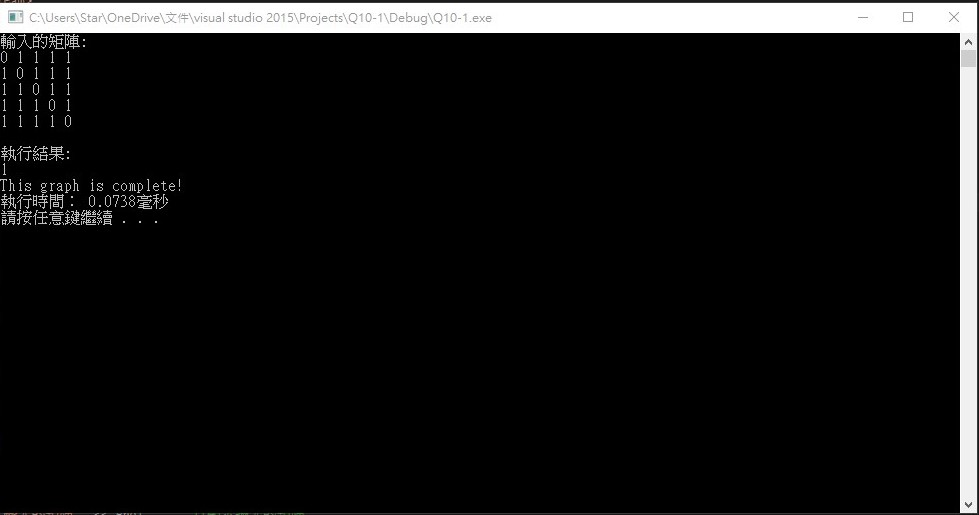 C:\Users\Star\OneDrive\文件\visual studio 2015\Projects\Q10-1\Debug\Q10-1.exe
輸入的矩陣:
0 1 1 1 1
1 0 1 1 1
1 1 0 1 1
1 1 1 0 1
1 1 1 1 0
執行結果:
1
This graph is complete!
執行時間： 0.0738毫秒
請按任意鍵繼續 . . .